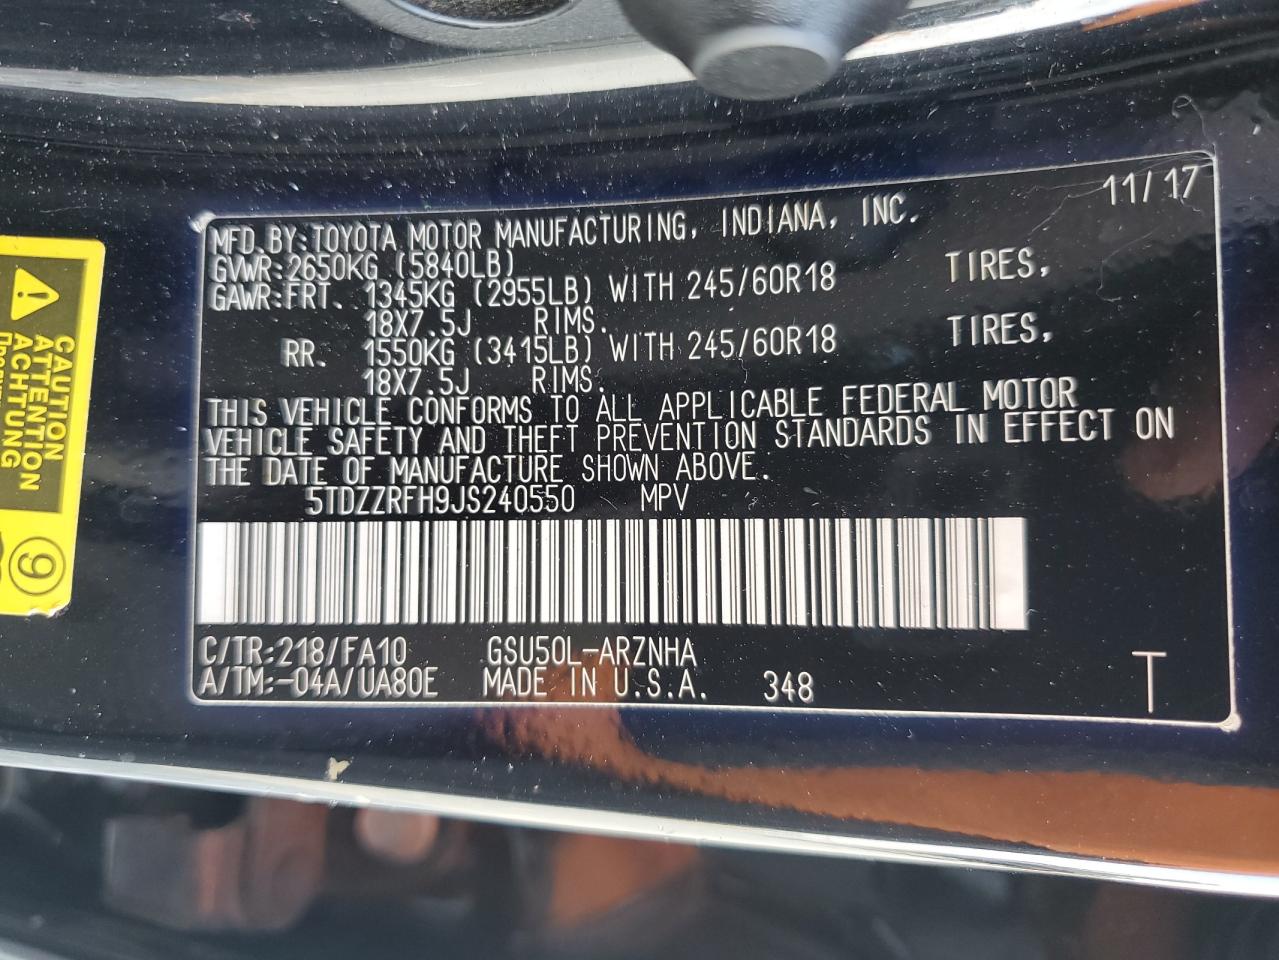 11/17
MFD.BY:TOYOTA MOTOR MANUFACTURING, INDIANA, INC.
GVWR:2650KG (5840LB)
GAWR:FRT. 1345KG (2955LB) WITH 245/60R18 TIRES,
18X7.5J RIMS.
RR. 1550KG (3415LB) WITH 245/60R18 TIRES,
18X7.5J RIMS.
THIS VEHICLE CONFORMS TO ALL APPLICABLE FEDERAL MOTOR
VEHICLE SAFETY AND THEFT PREVENTION STANDARDS IN EFFECT ON
THE DATE OF MANUFACTURE SHOWN ABOVE.
5TDZZRFH9JS240550 MPV
C/TR:218/FA10 GSU50L-ARZNHA
A/TM:-04A/UA80E MADE IN U.S.A. 348 T
CAUTION
ATTENTION
ACHTUNG
9